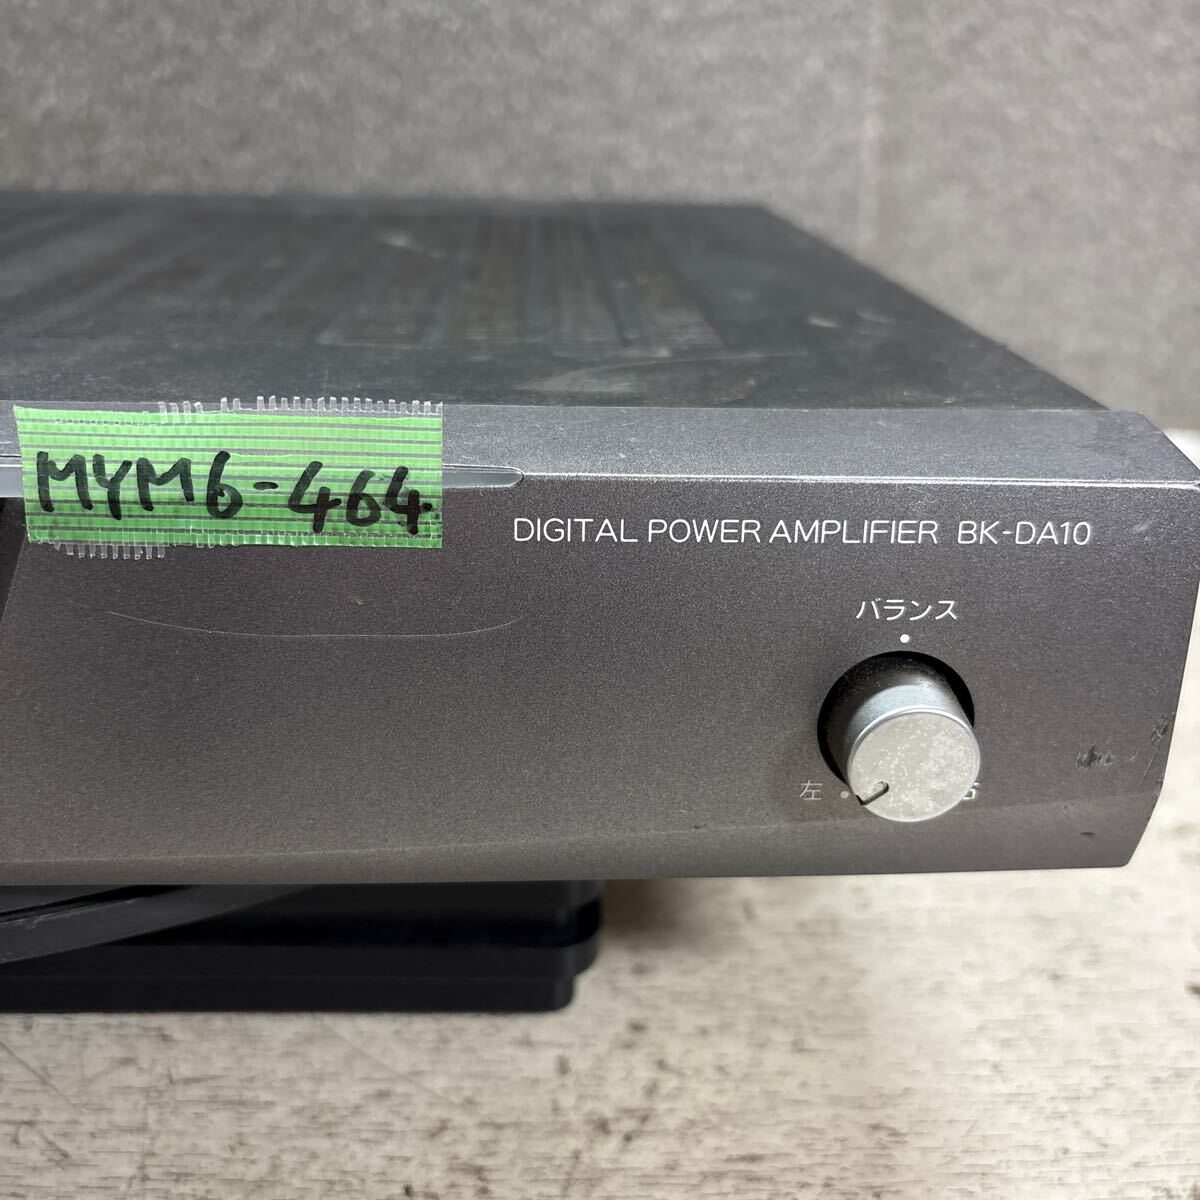 MYM6-464
DIGITAL POWER AMPLIFIER BK-DA10
バランス
左